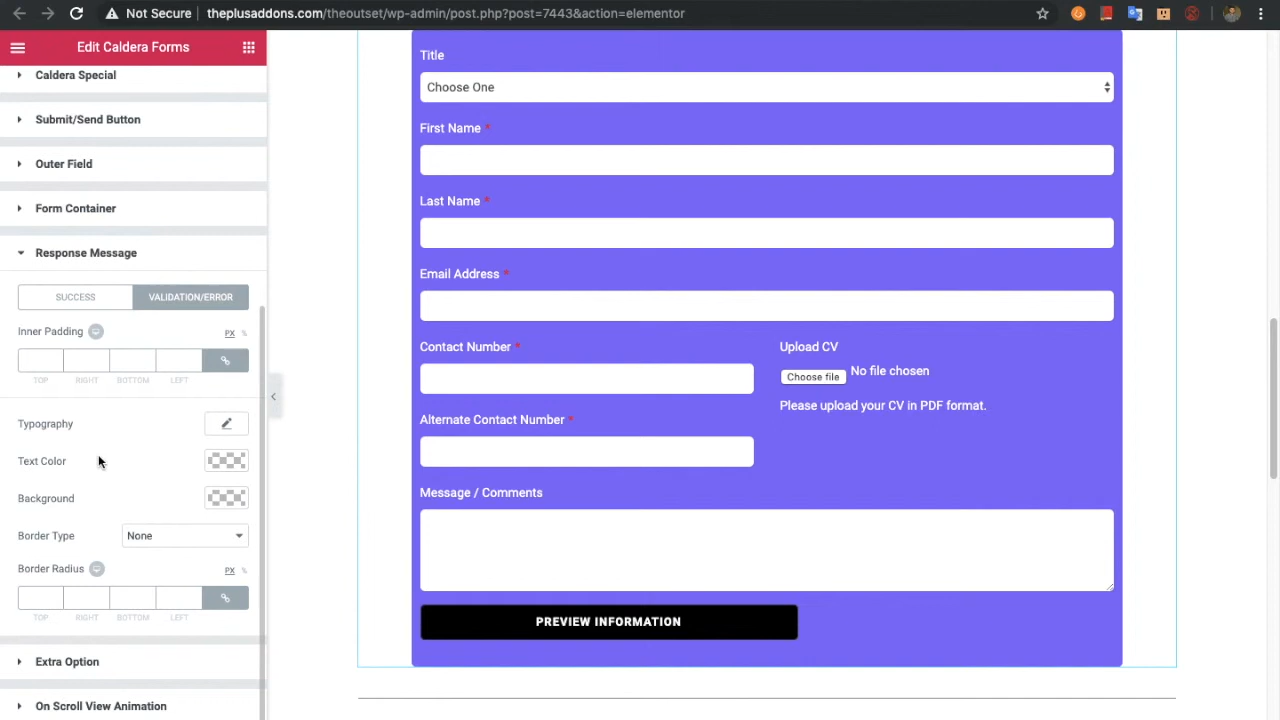 Not Secure | theplusaddons.com/theoutset/wp-admin/post.php?post=7443&action=elementor
Edit Caldera Forms
Caldera Special
Submit/Send Button
Outer Field
Form Container
Response Message
SUCCESS VALIDATION/ERROR
Inner Padding PX %
TOP RIGHT BOTTOM LEFT
Typography
Text Color
Background
Border Type None
Border Radius PX %
TOP RIGHT BOTTOM LEFT
Extra Option
On Scroll View Animation
Title
Choose One
First Name *
Last Name *
Email Address *
Contact Number *
Upload CV
Choose file No file chosen
Please upload your CV in PDF format.
Alternate Contact Number *
Message / Comments
PREVIEW INFORMATION